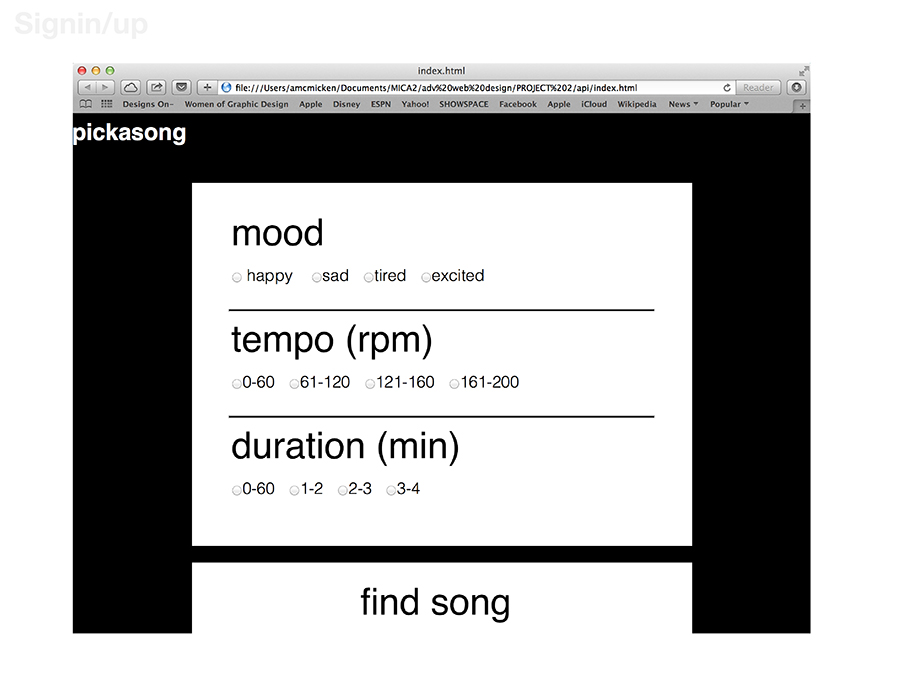 Signin/up
index.html
file:///Users/amcmicken/Documents/MICA2/adv%20web%20design/PROJECT%202/api/index.html Reader
Designs On– Women of Graphic Design Apple Disney ESPN Yahoo! SHOWSPACE Facebook Apple iCloud Wikipedia News Popular
pickasong
mood
happy sad tired excited
tempo (rpm)
0-60 61-120 121-160 161-200
duration (min)
0-60 1-2 2-3 3-4
find song